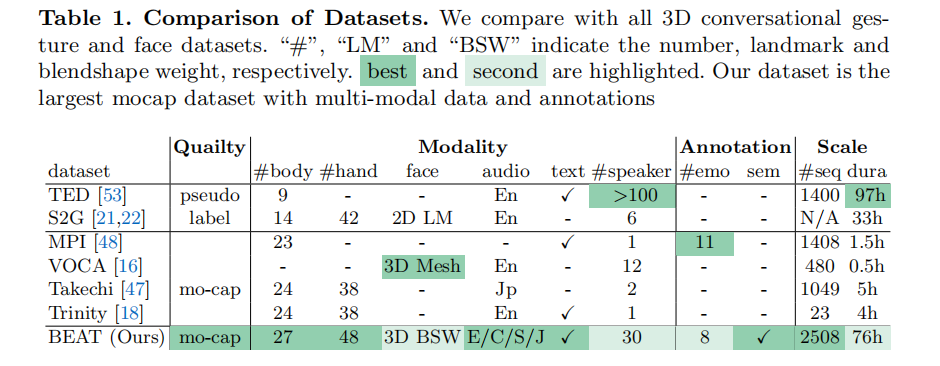 Table 1. Comparison of Datasets. We compare with all 3D conversational ges-
ture and face datasets. “#”, “LM” and “BSW” indicate the number, landmark and
blendshape weight, respectively. best and second are highlighted. Our dataset is the
largest mocap dataset with multi-modal data and annotations
Quailty Modality Annotation Scale
dataset #body #hand face audio text #speaker #emo sem #seq dura
TED [53] pseudo 9 - - En ✓ >100 - - 1400 97h
S2G [21,22] label 14 42 2D LM En - 6 - - N/A 33h
MPI [48] 23 - - - ✓ 1 11 - 1408 1.5h
VOCA [16] - - 3D Mesh En - 12 - - 480 0.5h
Takechi [47] mo-cap 24 38 - Jp - 2 - - 1049 5h
Trinity [18] 24 38 - En ✓ 1 - - 23 4h
BEAT (Ours) mo-cap 27 48 3D BSW E/C/S/J ✓ 30 8 ✓ 2508 76h